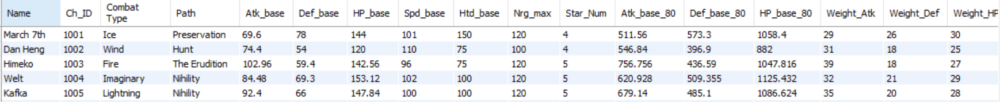 Name Ch_ID Combat Type Path Atk_base Def_base HP_base Spd_base Htd_base Nrg_max Star_Num Atk_base_80 Def_base_80 HP_base_80 Weight_Atk Weight_Def Weight_HP
March 7th 1001 Ice Preservation 69.6 78 144 101 150 120 4 511.56 573.3 1058.4 29 26 30
Dan Heng 1002 Wind Hunt 74.4 54 120 110 75 100 4 546.84 396.9 882 31 18 25
Himeko 1003 Fire The Erudition 102.96 59.4 142.56 96 75 120 5 756.756 436.59 1047.816 39 18 27
Welt 1004 Imaginary Nihility 84.48 69.3 153.12 102 100 120 5 620.928 509.355 1125.432 32 21 29
Kafka 1005 Lightning Nihility 92.4 66 147.84 100 100 120 5 679.14 485.1 1086.624 35 20 28